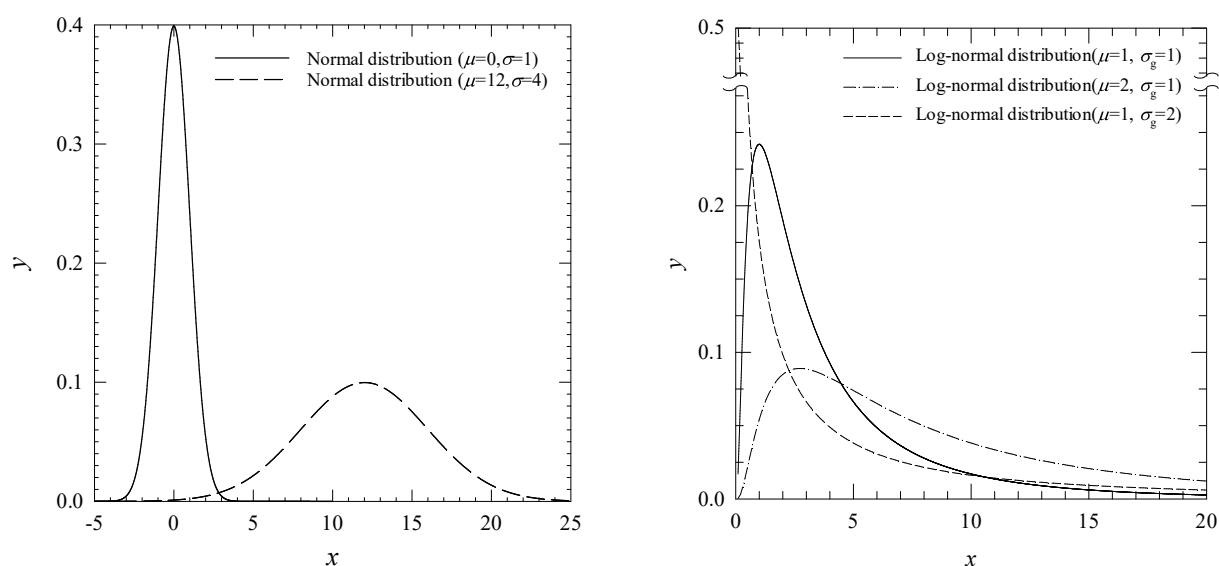 0.4
0.3
0.2
0.1
0.0
-5 0 5 10 15 20 25
x
y
Normal distribution (μ=0,σ=1)
Normal distribution (μ=12,σ=4)
0.5
0.2
0.1
0.0
0 5 10 15 20
x
y
Log-normal distribution(μ=1, σg=1)
Log-normal distribution(μ=2, σg=1)
Log-normal distribution(μ=1, σg=2)